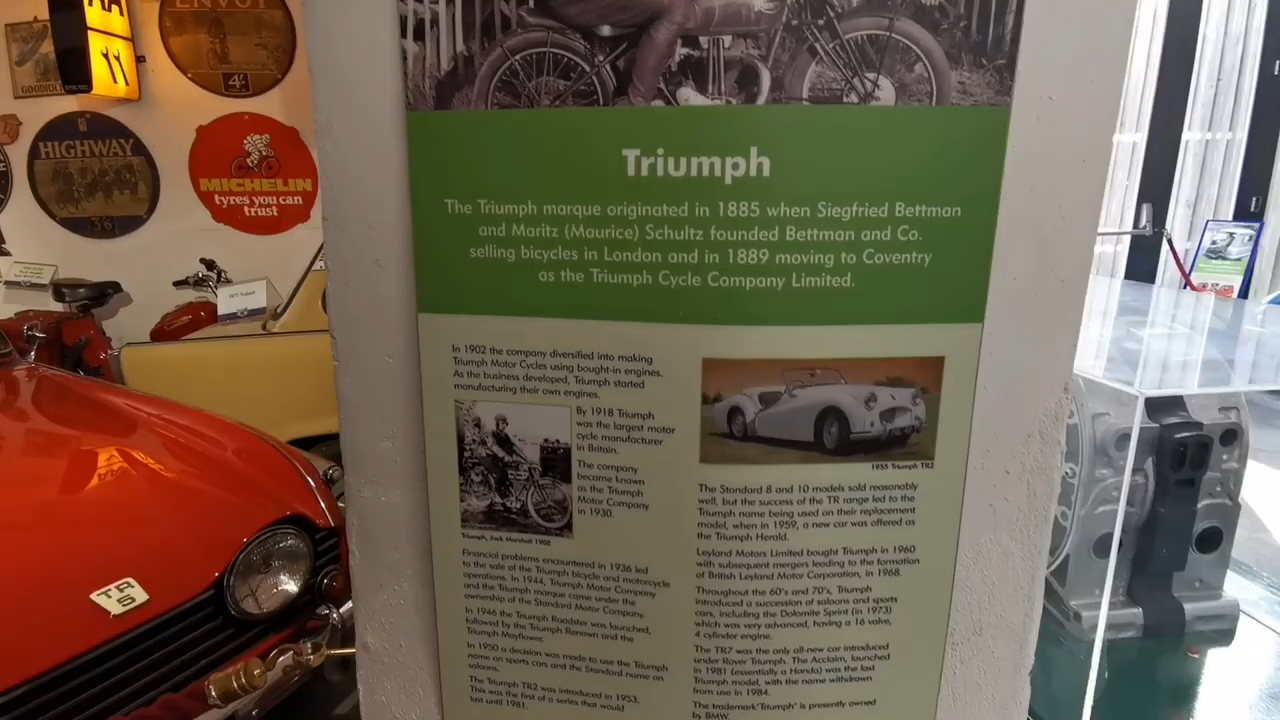 AA
ENVOY
4/-
GOODRICH
HIGHWAY
3/6
MICHELIN
tyres you can
trust
TR
5
Triumph
The Triumph marque originated in 1885 when Siegfried Bettman
and Maritz (Maurice) Schultz founded Bettman and Co.
selling bicycles in London and in 1889 moving to Coventry
as the Triumph Cycle Company Limited.
In 1902 the company diversified into making
Triumph Motor Cycles using bought-in engines.
As the business developed, Triumph started
manufacturing their own engines.
By 1918 Triumph
was the largest motor
cycle manufacturer
in Britain.
The company
became known
as the Triumph
Motor Company
in 1930.
Triumph, Jack Marshall 1908
Financial problems encountered in 1936 led
to the sale of the Triumph bicycle and motorcycle
operations. In 1944, Triumph Motor Company
and the Triumph marque came under the
ownership of the Standard Motor Company.
In 1946 the Triumph Roadster was launched,
followed by the Triumph Renown and the
Triumph Mayflower.
In 1950 a decision was made to use the Triumph
name on sports cars and the Standard name on
saloons.
The Triumph TR2 was introduced in 1953.
This was the first of a series that would
last until 1981.
1953 Triumph TR2
The Standard 8 and 10 models sold reasonably
well, but the success of the TR range led to the
Triumph name being used on their replacement
model, when in 1959, a new car was offered as
the Triumph Herald.
Leyland Motors Limited bought Triumph in 1960
with subsequent mergers leading to the formation
of British Leyland Motor Corporation, in 1968.
Throughout the 60's and 70's, Triumph
introduced a succession of saloons and sports
cars, including the Dolomite Sprint (in 1973)
which was very advanced, having a 16 valve,
4 cylinder engine.
The TR7 was the only all-new car introduced
under Rover Triumph. The Acclaim, launched
in 1981 (essentially a Honda) was the last
Triumph model, with the name withdrawn
from use in 1984.
The trademark 'Triumph' is presently owned
by BMW.